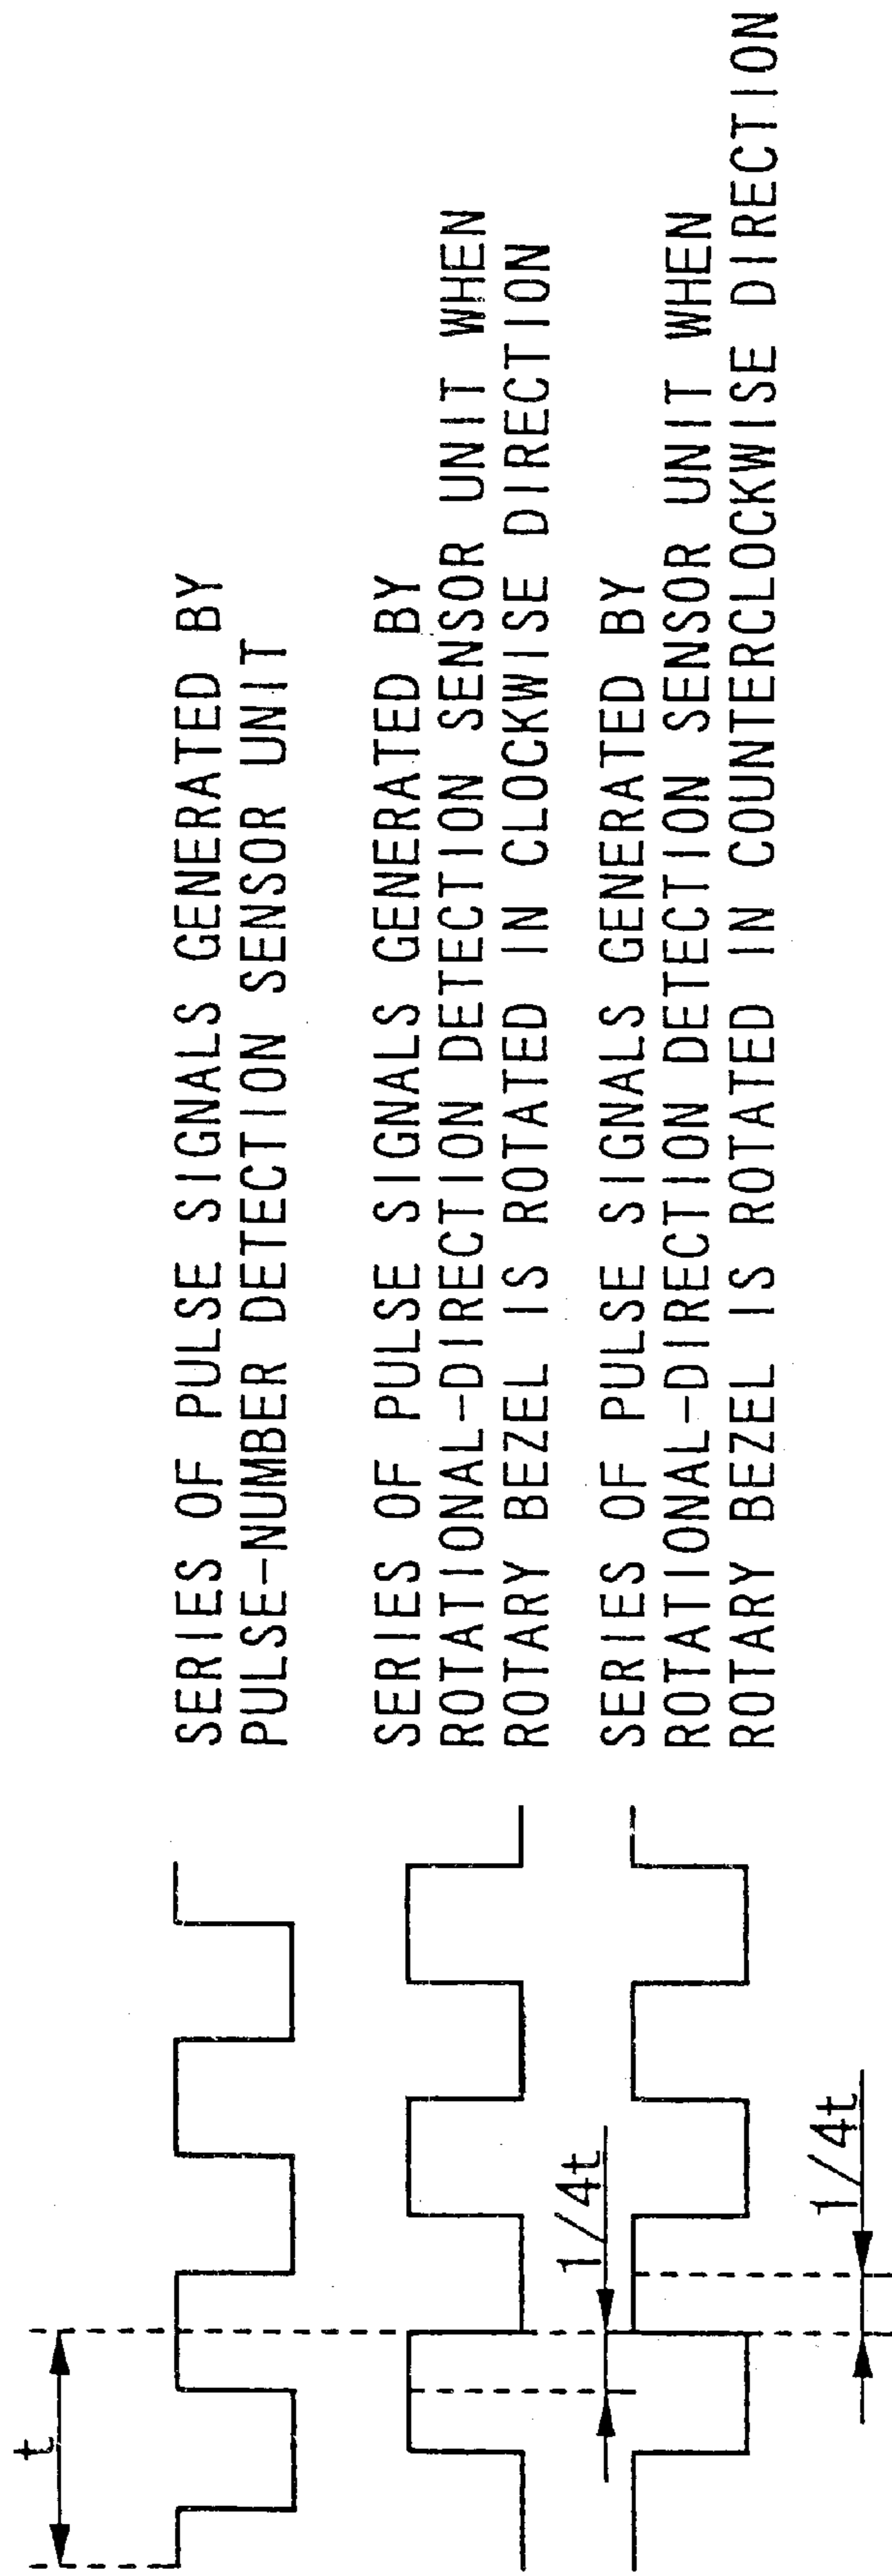 t
1/4t
1/4t
SERIES OF PULSE SIGNALS GENERATED BY
PULSE-NUMBER DETECTION SENSOR UNIT
SERIES OF PULSE SIGNALS GENERATED BY
ROTATIONAL-DIRECTION DETECTION SENSOR UNIT WHEN
ROTARY BEZEL IS ROTATED IN CLOCKWISE DIRECTION
SERIES OF PULSE SIGNALS GENERATED BY
ROTATIONAL-DIRECTION DETECTION SENSOR UNIT WHEN
ROTARY BEZEL IS ROTATED IN COUNTERCLOCKWISE DIRECTION